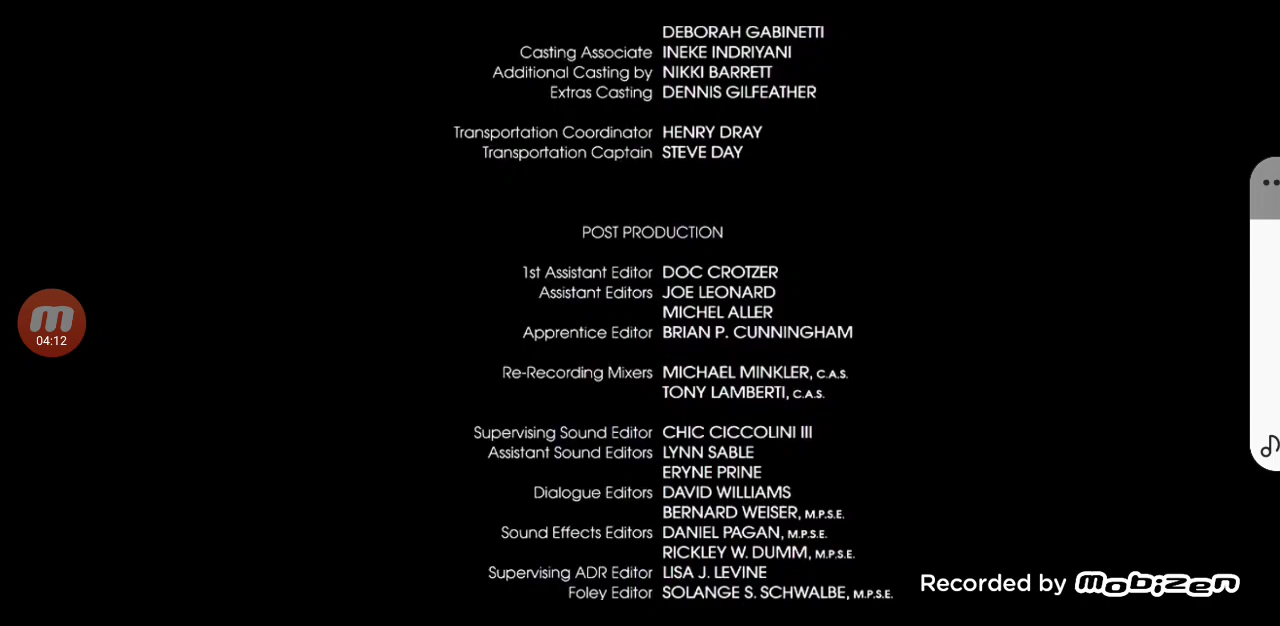 DEBORAH GABINETTI
Casting Associate INEKE INDRIYANI
Additional Casting by NIKKI BARRETT
Extras Casting DENNIS GILFEATHER
Transportation Coordinator HENRY DRAY
Transportation Captain STEVE DAY
POST PRODUCTION
1st Assistant Editor DOC CROTZER
Assistant Editors JOE LEONARD
MICHEL ALLER
Apprentice Editor BRIAN P. CUNNINGHAM
Re-Recording Mixers MICHAEL MINKLER, C.A.S.
TONY LAMBERTI, C.A.S.
Supervising Sound Editor CHIC CICCOLINI III
Assistant Sound Editors LYNN SABLE
ERYNE PRINE
Dialogue Editors DAVID WILLIAMS
BERNARD WEISER, M.P.S.E.
Sound Effects Editors DANIEL PAGAN, M.P.S.E.
RICKLEY W. DUMM, M.P.S.E.
Supervising ADR Editor LISA J. LEVINE
Foley Editor SOLANGE S. SCHWALBE, M.P.S.E.
m
04:12
Recorded by mobizen